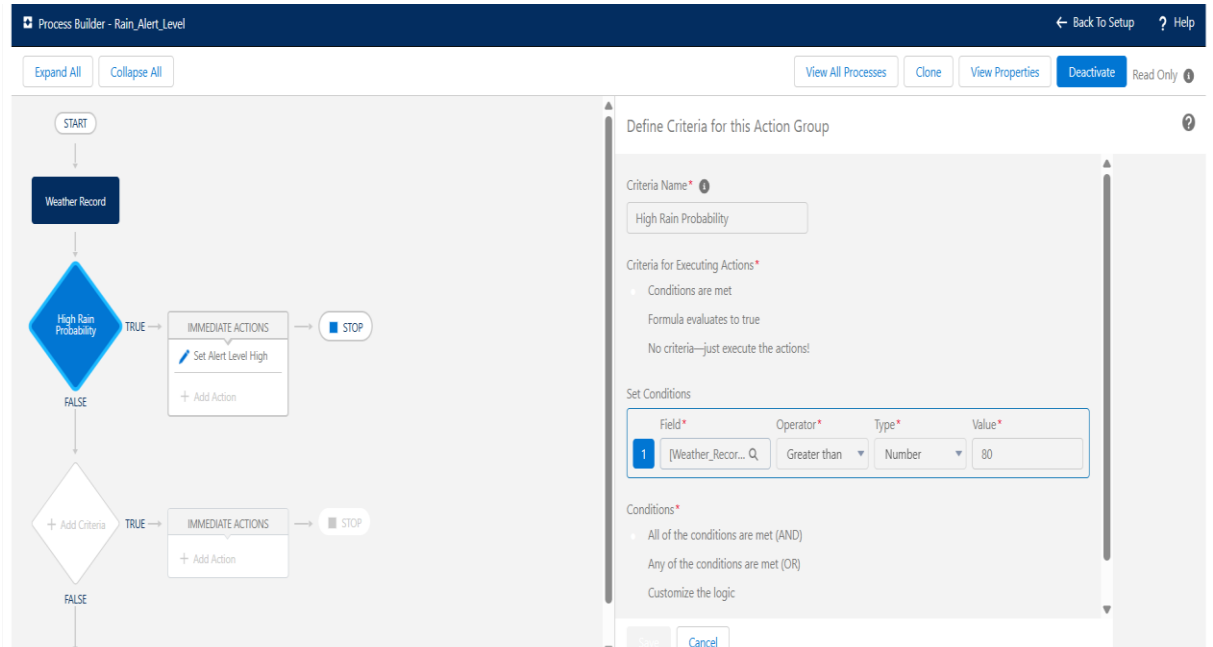 Process Builder - Rain_Alert_Level
← Back To Setup
? Help
Expand All
Collapse All
View All Processes
Clone
View Properties
Deactivate
Read Only
START
Weather Record
High Rain
Probability
TRUE
IMMEDIATE ACTIONS
STOP
Set Alert Level High
+ Add Action
FALSE
+ Add Criteria
TRUE
IMMEDIATE ACTIONS
STOP
+ Add Action
FALSE
Define Criteria for this Action Group
Criteria Name*
High Rain Probability
Criteria for Executing Actions*
Conditions are met
Formula evaluates to true
No criteria—just execute the actions!
Set Conditions
Field* Operator* Type* Value*
1 [Weather_Recor... Greater than Number 80
Conditions*
All of the conditions are met (AND)
Any of the conditions are met (OR)
Customize the logic
Save Cancel